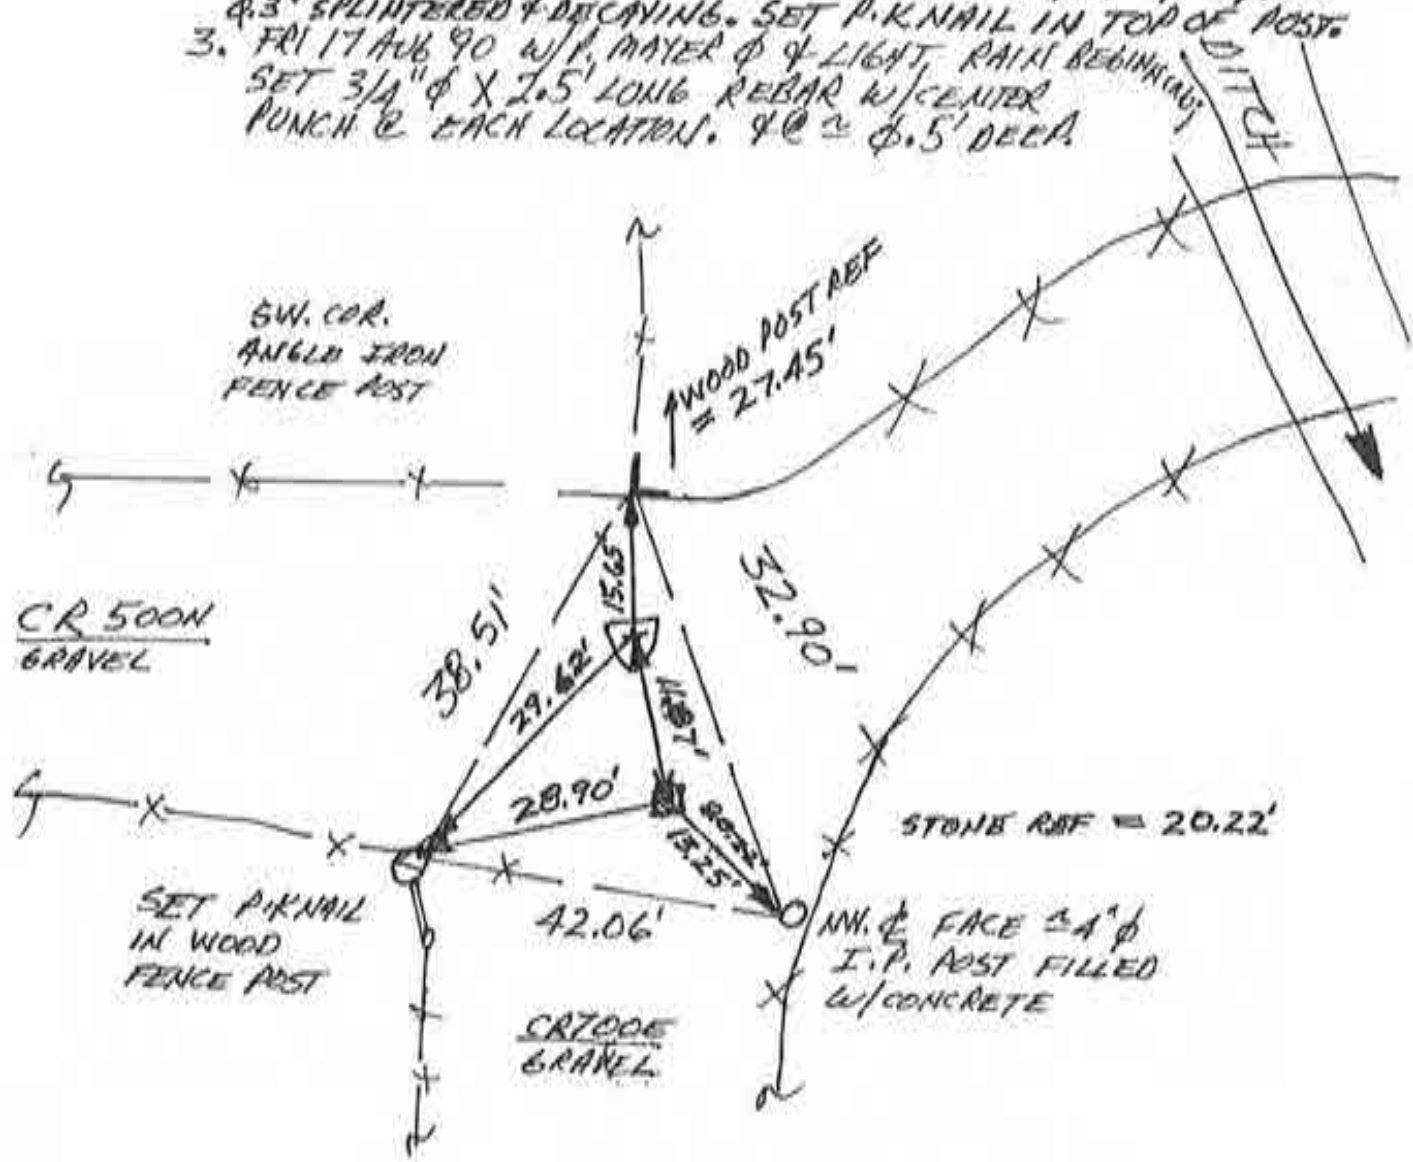 φ.3' SPLINTERED & DECAYING. SET P.K NAIL IN TOP OF POST.
3. FRI 17 AUG 90 W/P. MAYER φ & LIGHT RAIN BEGINNING
SET 3/4"φ X 2.5' LONG REBAR W/CENTER
PUNCH @ EACH LOCATION. & @ ≈ φ.5' DEEP.
DITCH
SW. COR.
ANGLE IRON
FENCE POST
WOOD POST REF
= 27.45'
15.65
32.90'
CR 500N
GRAVEL
38.51'
29.62'
28.90'
15.25'
STONE REF = 20.22'
SET P.K NAIL
IN WOOD
FENCE POST
42.06'
NW. ℄ FACE ≈4"φ
I.P. POST FILLED
W/CONCRETE
CR700E
GRAVEL